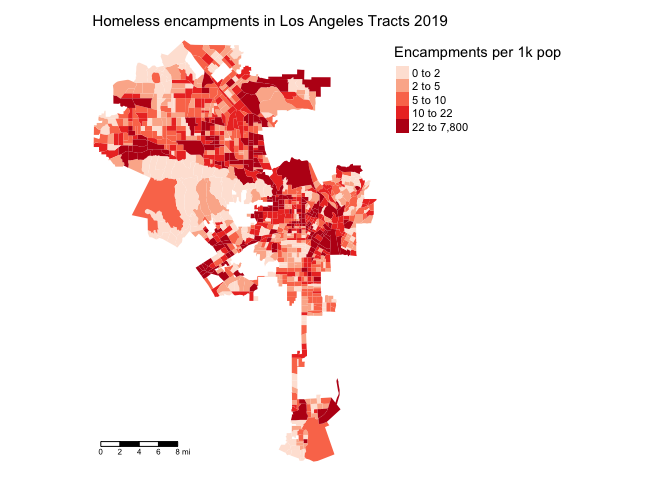 Homeless encampments in Los Angeles Tracts 2019
Encampments per 1k pop
0 to 2
2 to 5
5 to 10
10 to 22
22 to 7,800
0 2 4 6 8 mi